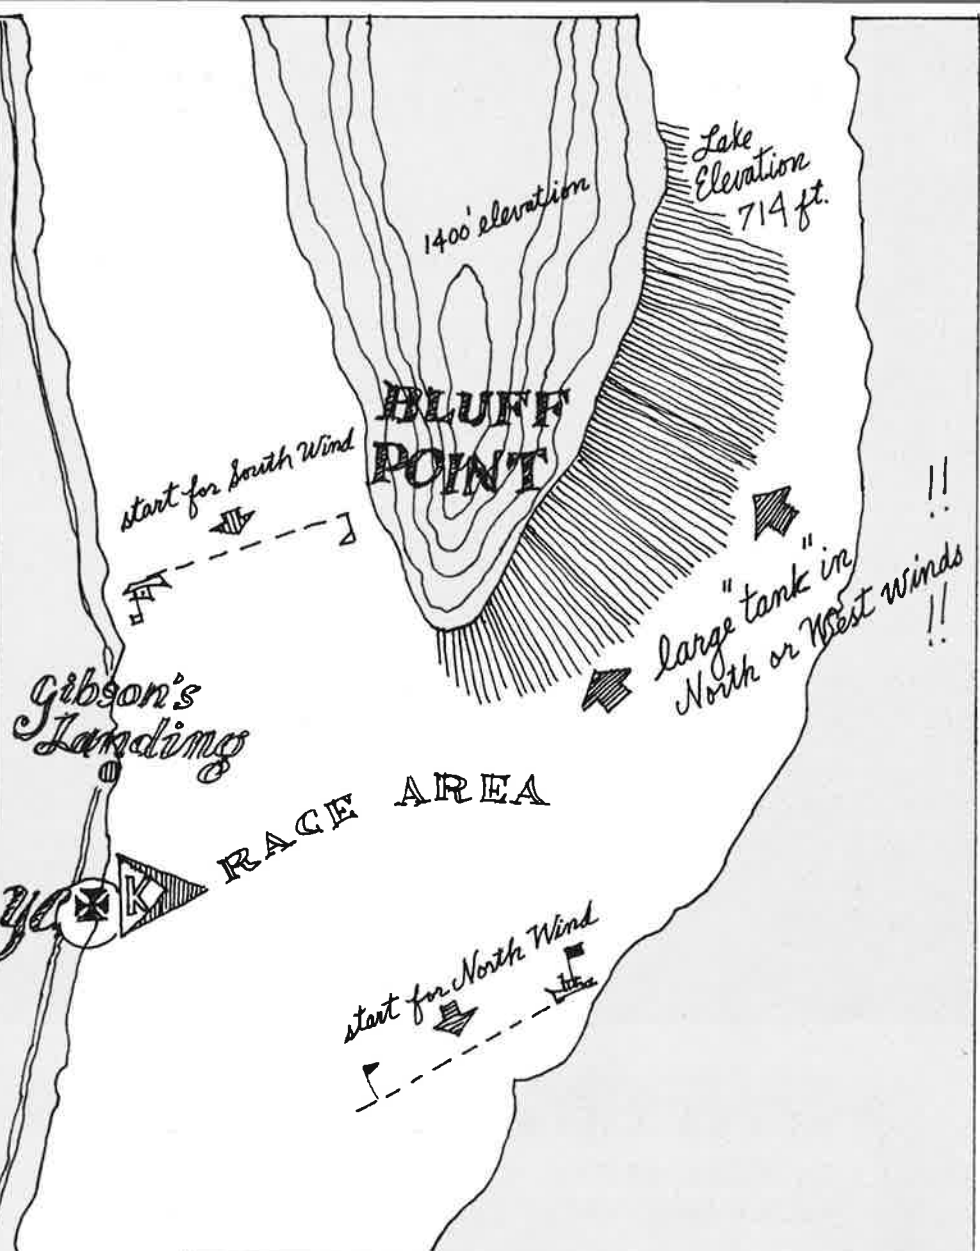 Lake
Elevation
714 ft.
1400' elevation
BLUFF
POINT
start for South Wind
!!
large "tank" in
North or West Winds
!!
Gibson's
Landing
RACE AREA
K
yc
start for North Wind